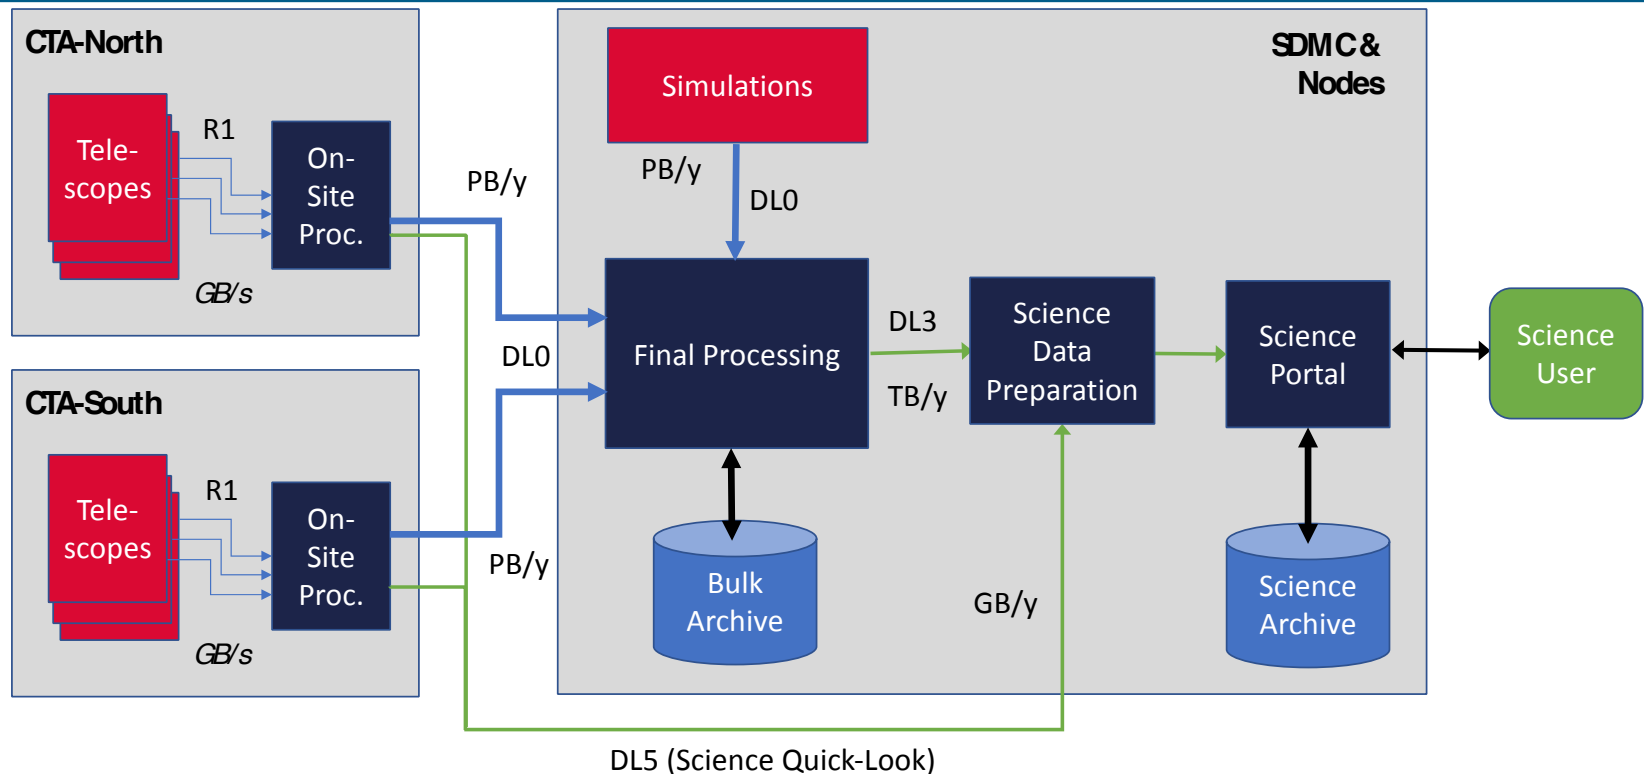 CTA-North
Tele-
scopes
R1
GB/s
On-
Site
Proc.
PB/y
CTA-South
Tele-
scopes
R1
GB/s
On-
Site
Proc.
PB/y
DL0
SDMC &
Nodes
Simulations
PB/y
DL0
Final Processing
Bulk
Archive
DL3
TB/y
Science
Data
Preparation
GB/y
Science
Portal
Science
Archive
Science
User
DL5 (Science Quick-Look)